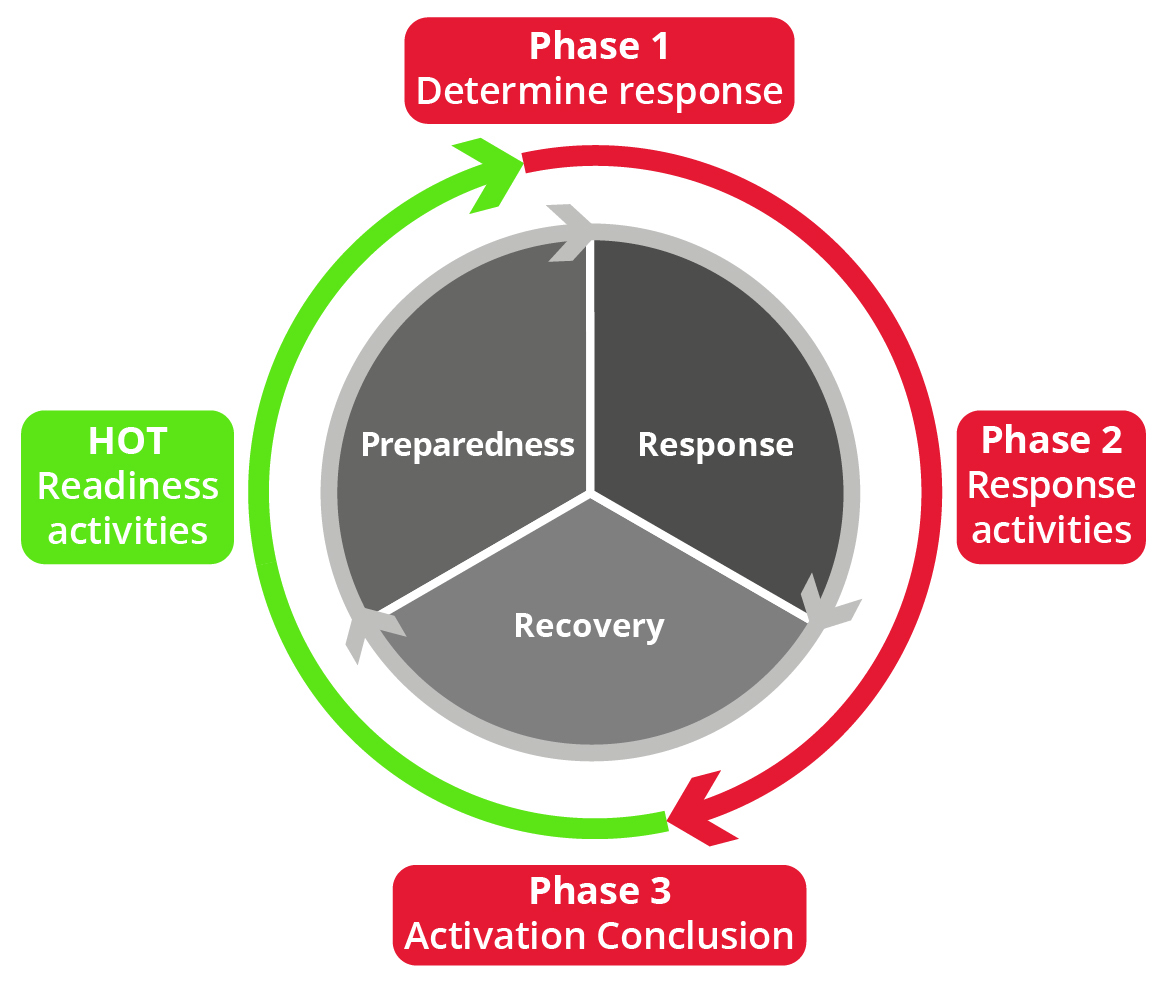 Phase 1
Determine response
HOT
Readiness
activities
Preparedness
Response
Recovery
Phase 2
Response
activities
Phase 3
Activation Conclusion